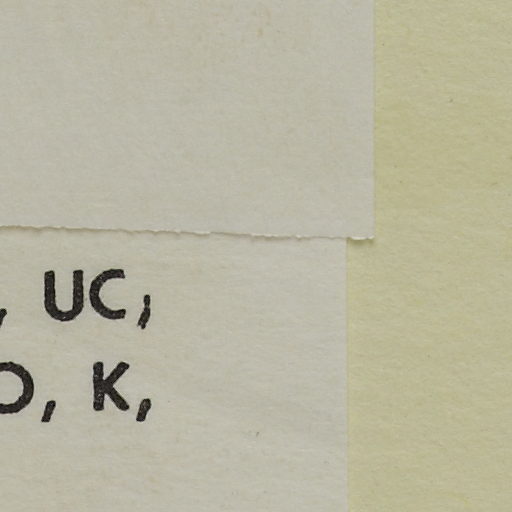 , UC;
O, K,